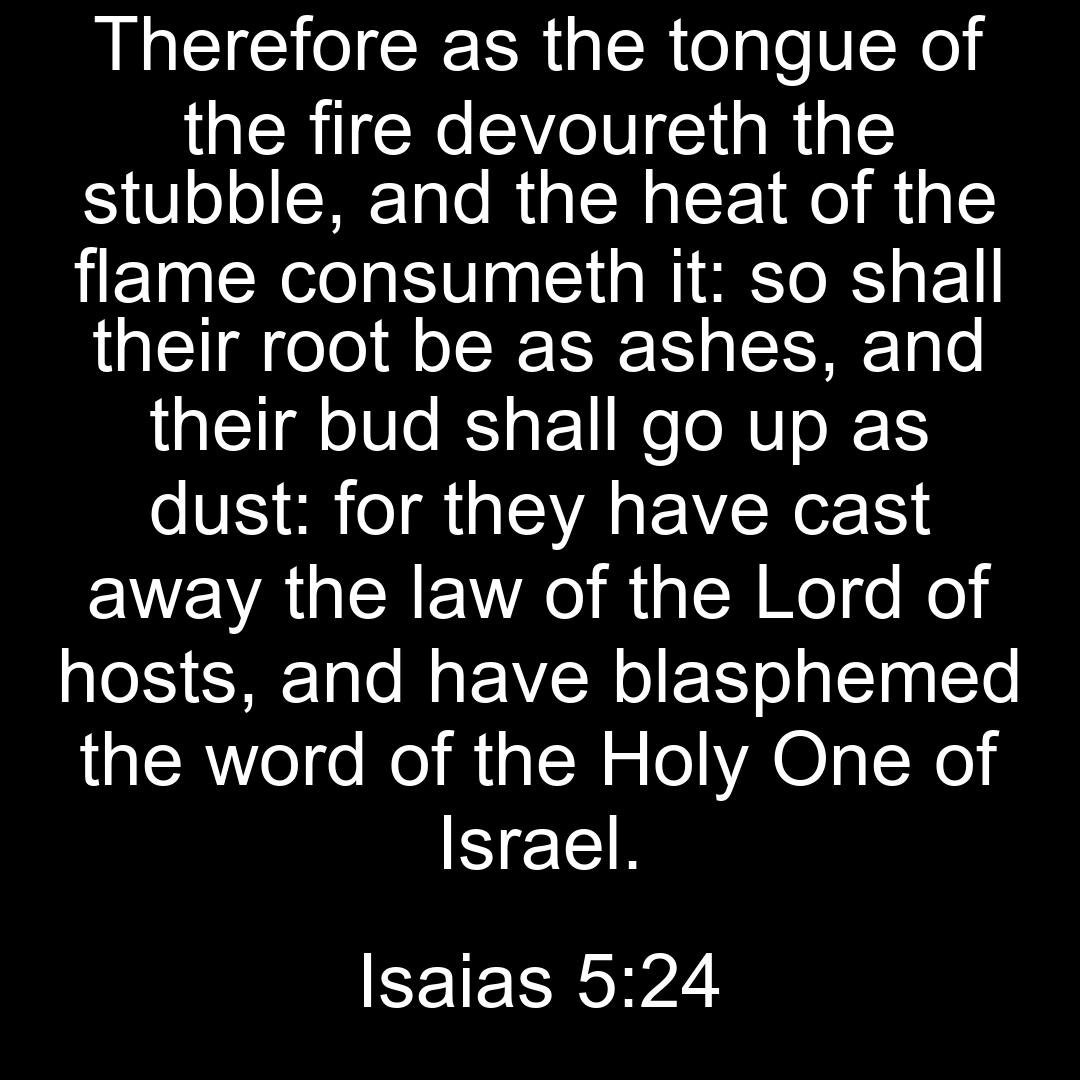 Therefore as the tongue of
the fire devoureth the
stubble, and the heat of the
flame consumeth it: so shall
their root be as ashes, and
their bud shall go up as
dust: for they have cast
away the law of the Lord of
hosts, and have blasphemed
the word of the Holy One of
Israel.
Isaias 5:24